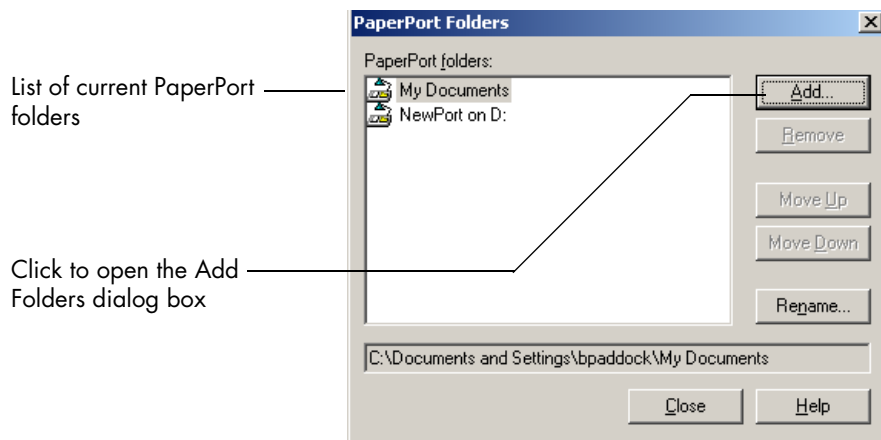 PaperPort Folders
PaperPort folders:
List of current PaperPort
folders
My Documents
NewPort on D:
Add...
Remove
Move Up
Move Down
Click to open the Add
Folders dialog box
Rename...
C:\Documents and Settings\bpaddock\My Documents
Close
Help